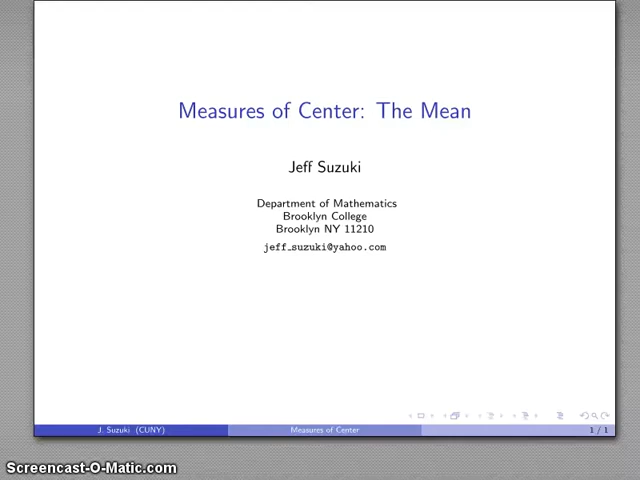 Measures of Center: The Mean
Jeff Suzuki
Department of Mathematics
Brooklyn College
Brooklyn NY 11210
jeff_suzuki@yahoo.com
J. Suzuki (CUNY)
Measures of Center
1 / 1
Screencast-O-Matic.com